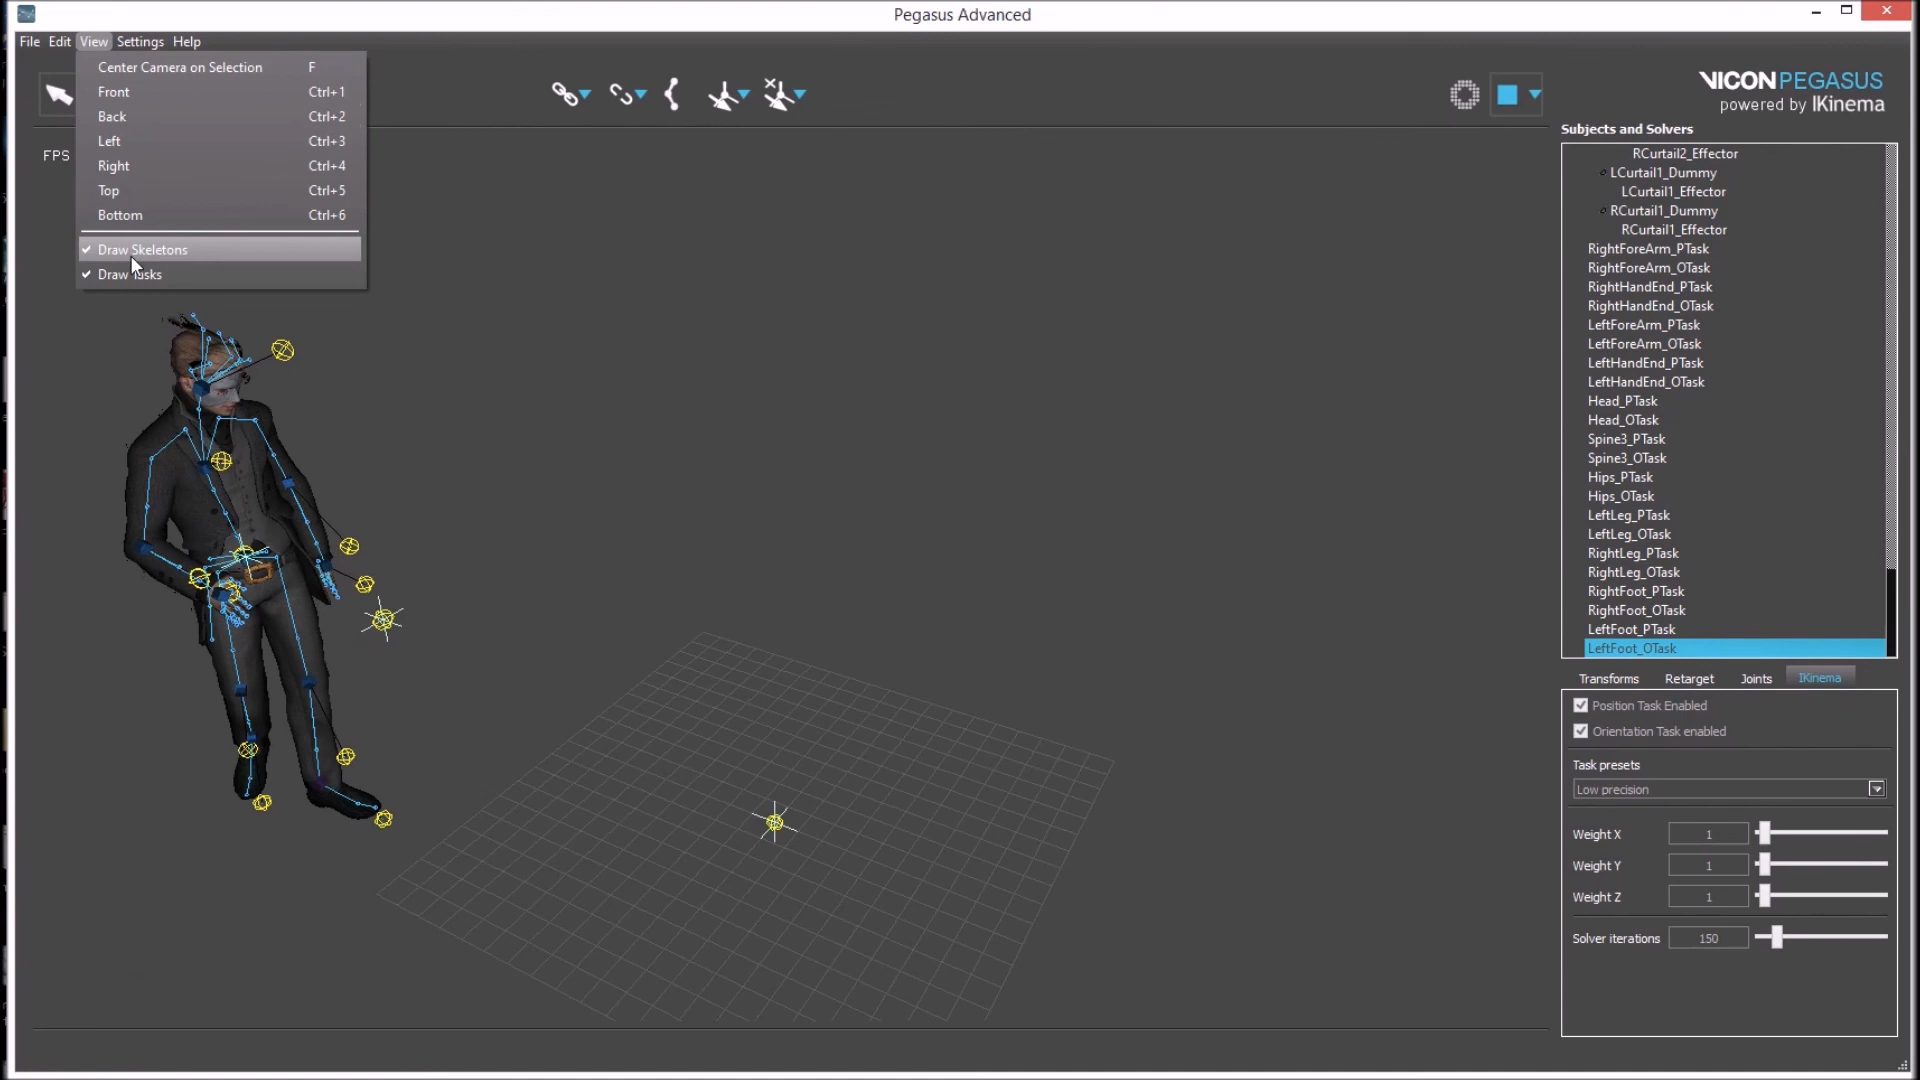 Pegasus Advanced
File Edit View Settings Help
Center Camera on Selection F
Front Ctrl+1
Back Ctrl+2
Left Ctrl+3
Right Ctrl+4
Top Ctrl+5
Bottom Ctrl+6
Draw Skeletons
Draw Tasks
FPS
VICONPEGASUS
powered by IKinema
Subjects and Solvers
RCurtail2_Effector
LCurtail1_Dummy
LCurtail1_Effector
RCurtail1_Dummy
RCurtail1_Effector
RightForeArm_PTask
RightForeArm_OTask
RightHandEnd_PTask
RightHandEnd_OTask
LeftForeArm_PTask
LeftForeArm_OTask
LeftHandEnd_PTask
LeftHandEnd_OTask
Head_PTask
Head_OTask
Spine3_PTask
Spine3_OTask
Hips_PTask
Hips_OTask
LeftLeg_PTask
LeftLeg_OTask
RightLeg_PTask
RightLeg_OTask
RightFoot_PTask
RightFoot_OTask
LeftFoot_PTask
LeftFoot_OTask
Transforms Retarget Joints IKinema
Position Task Enabled
Orientation Task enabled
Task presets
Low precision
Weight X 1
Weight Y 1
Weight Z 1
Solver iterations 150